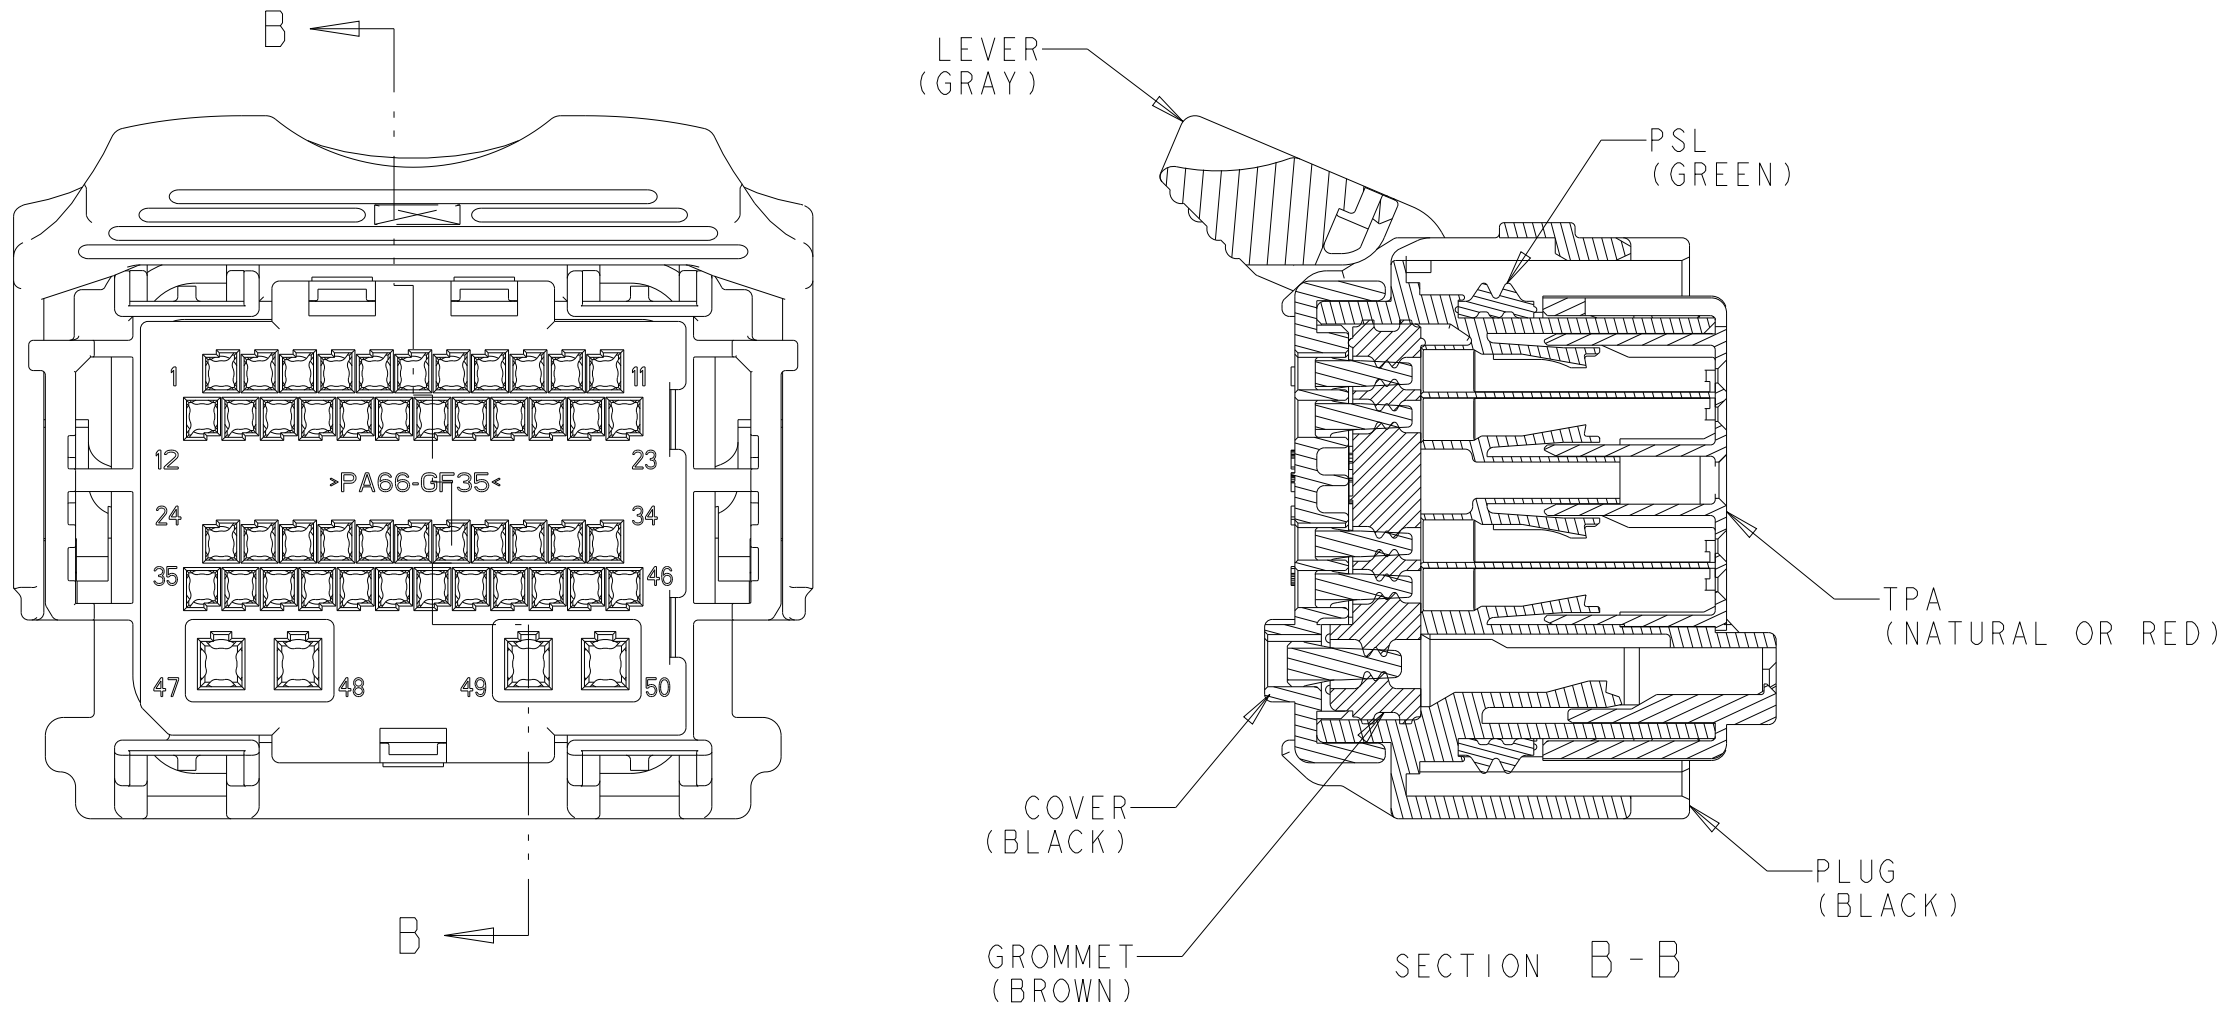 B
1
11
12
23
>PA66-GF35<
24
34
35
46
47
48
49
50
B
LEVER
(GRAY)
PSL
(GREEN)
TPA
(NATURAL OR RED)
COVER
(BLACK)
PLUG
(BLACK)
GROMMET
(BROWN)
SECTION B-B